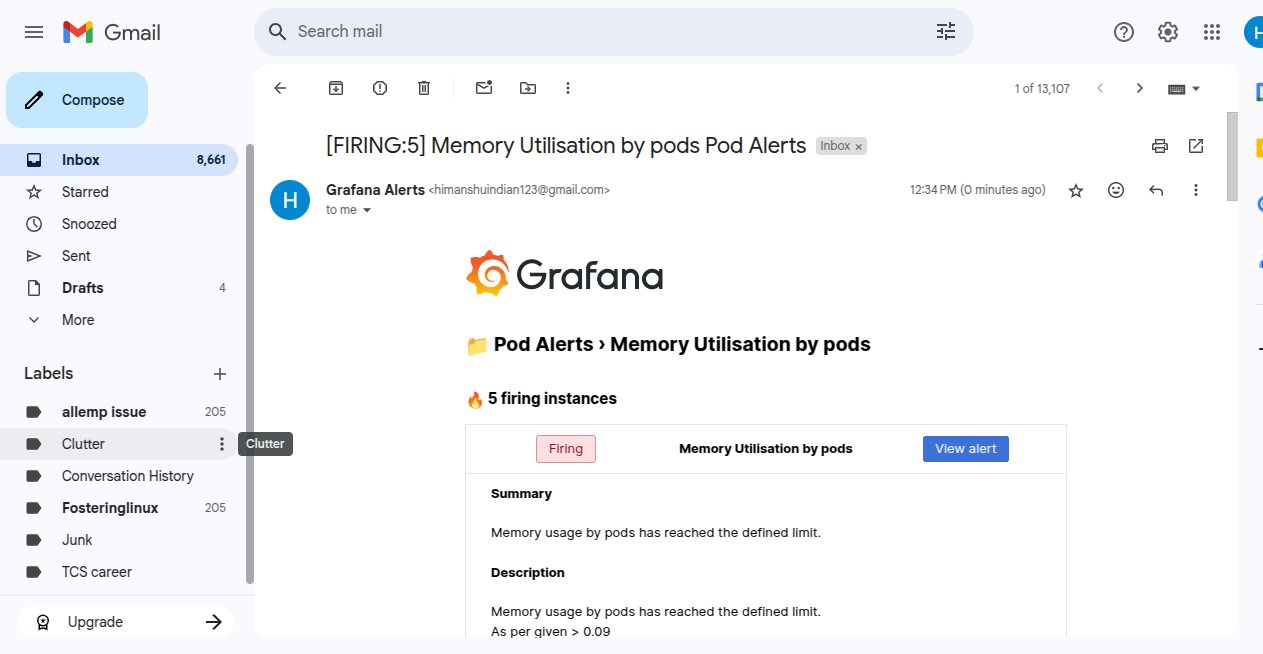 Gmail
Search mail
H
Compose
1 of 13,107
Inbox 8,661
Starred
Snoozed
Sent
Drafts 4
More
Labels
allemp issue 205
Clutter
Clutter
Conversation History
Fosteringlinux 205
Junk
TCS career
Upgrade
[FIRING:5] Memory Utilisation by pods Pod Alerts Inbox ×
H
Grafana Alerts <himanshuindian123@gmail.com> 12:34 PM (0 minutes ago)
to me
Grafana
Pod Alerts › Memory Utilisation by pods
5 firing instances
Firing Memory Utilisation by pods View alert
Summary
Memory usage by pods has reached the defined limit.
Description
Memory usage by pods has reached the defined limit.
As per given > 0.09